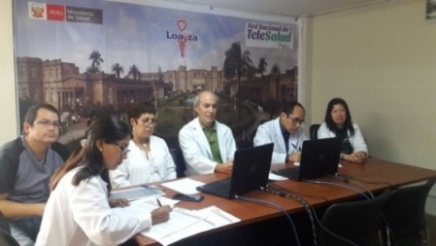 PERÚ
Ministerio
de Salud
Loayza
Red Nacional de
TeleSalud